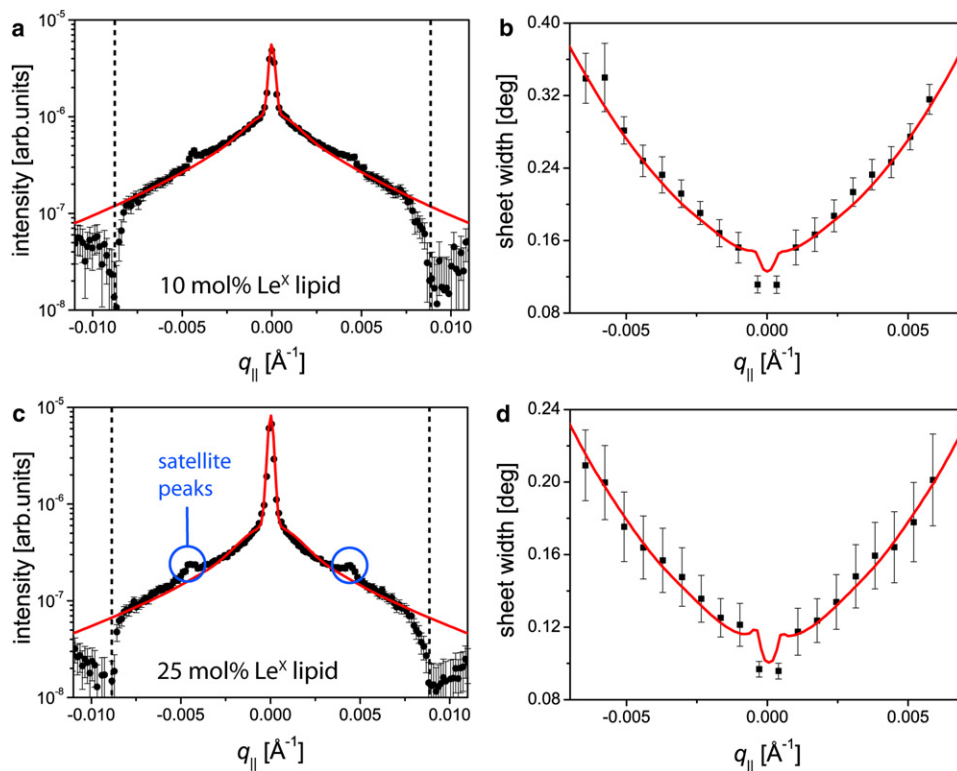 a
intensity [arb.units]
10⁻⁵
10⁻⁶
10⁻⁷
10⁻⁸
10 mol% Leˣ lipid
-0.010 -0.005 0.000 0.005 0.010
q|| [Å⁻¹]
b
sheet width [deg]
0.40
0.32
0.24
0.16
0.08
-0.005 0.000 0.005
q|| [Å⁻¹]
c
intensity [arb.units]
10⁻⁵
10⁻⁶
10⁻⁷
10⁻⁸
satellite
peaks
25 mol% Leˣ lipid
-0.010 -0.005 0.000 0.005 0.010
q|| [Å⁻¹]
d
sheet width [deg]
0.24
0.20
0.16
0.12
0.08
-0.005 0.000 0.005
q|| [Å⁻¹]